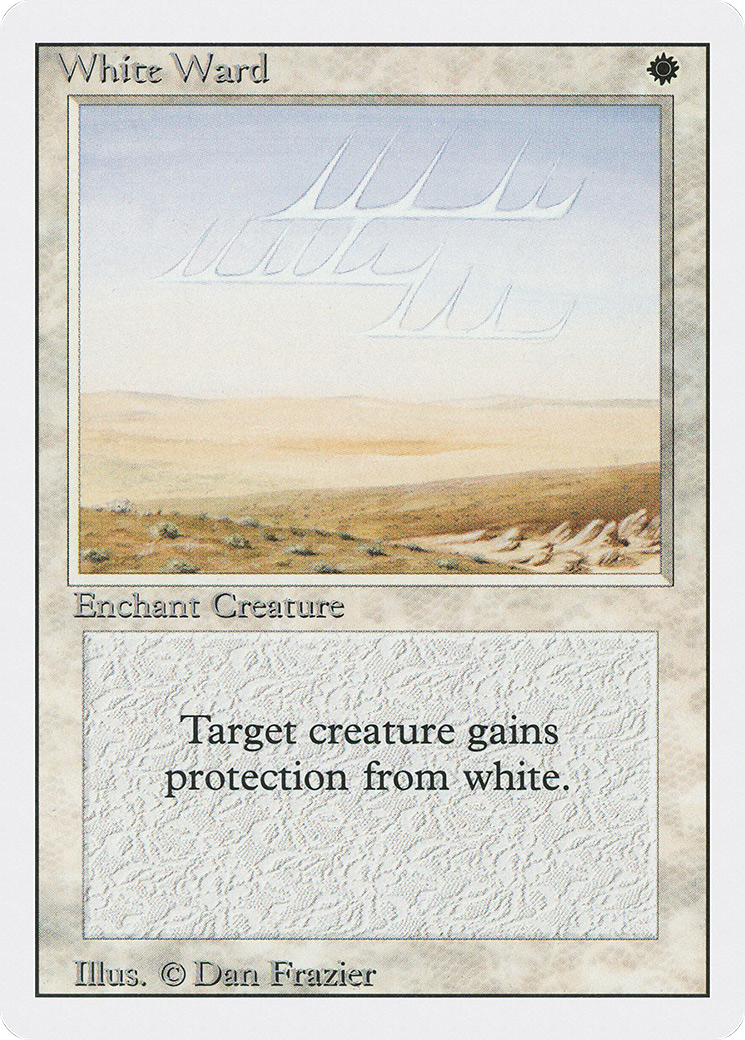 White Ward
Enchant Creature
Target creature gains
protection from white.
Illus. © Dan Frazier